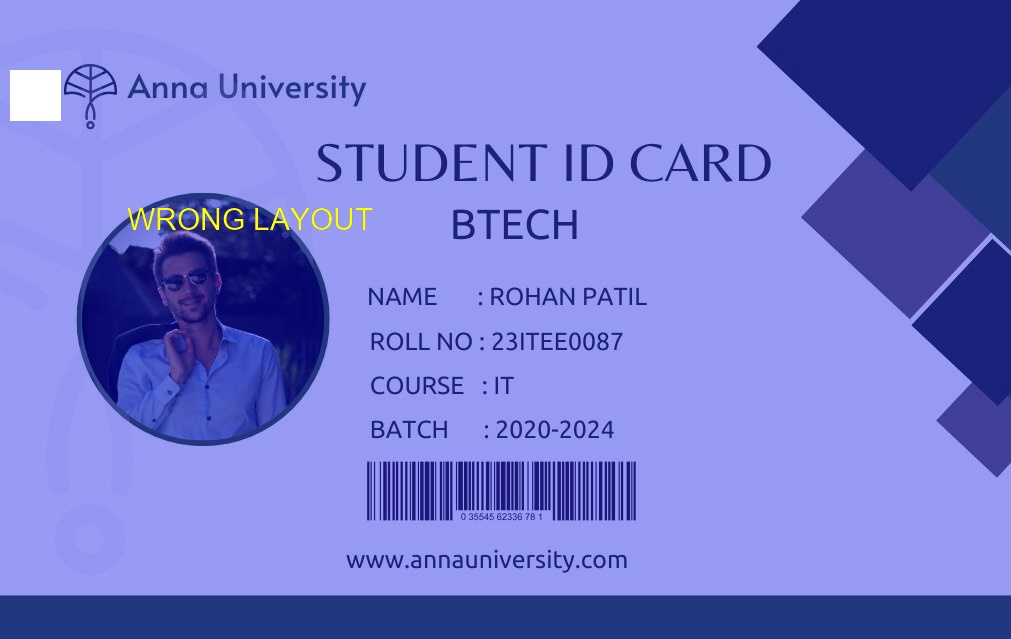 Anna University
STUDENT ID CARD
WRONG LAYOUT
BTECH
NAME : ROHAN PATIL
ROLL NO : 23ITEE0087
COURSE : IT
BATCH : 2020-2024
0 35545 62336 78 1
www.annauniversity.com